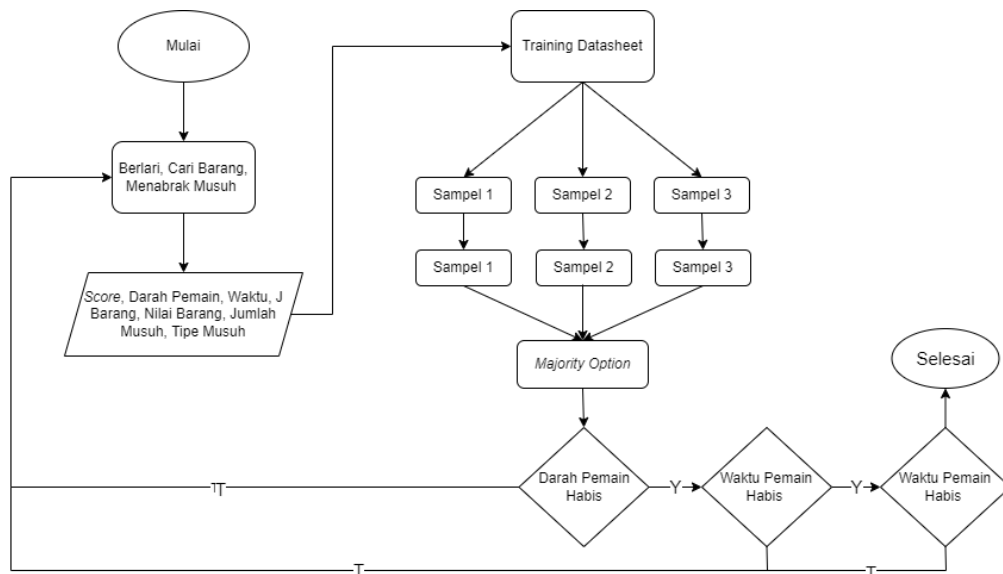 Mulai
Training Datasheet
Berlari, Cari Barang,
Menabrak Musuh
Sampel 1
Sampel 2
Sampel 3
Sampel 1
Sampel 2
Sampel 3
Score, Darah Pemain, Waktu, J
Barang, Nilai Barang, Jumlah
Musuh, Tipe Musuh
Majority Option
Selesai
Darah Pemain
Habis
Waktu Pemain
Habis
Waktu Pemain
Habis
TT
Y
Y
T
T